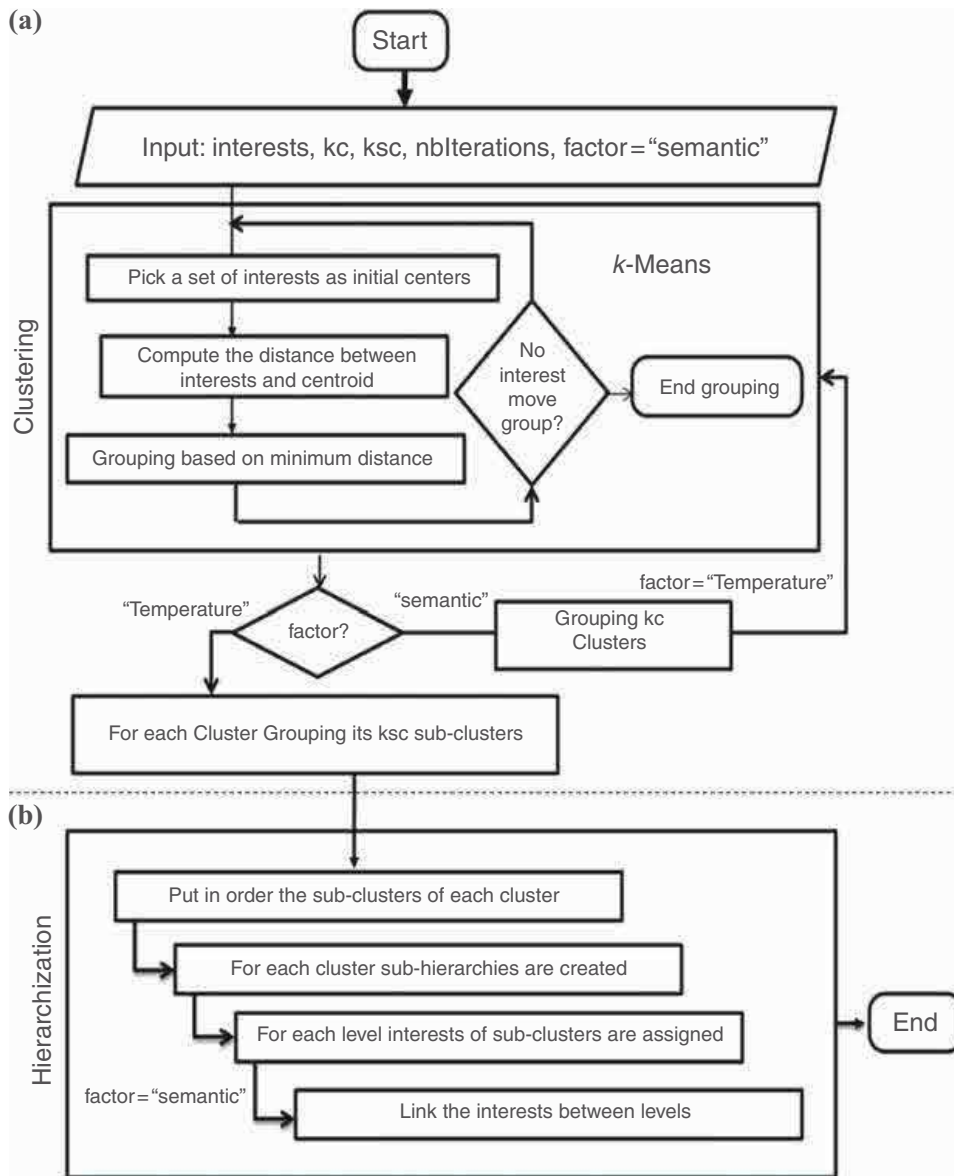 (a)
Start
Input: interests, kc, ksc, nbIterations, factor="semantic"
Clustering
k-Means
Pick a set of interests as initial centers
Compute the distance between
interests and centroid
Grouping based on minimum distance
No
interest
move
group?
End grouping
"Temperature"
factor?
"semantic"
factor="Temperature"
Grouping kc
Clusters
For each Cluster Grouping its ksc sub-clusters
(b)
Hierarchization
Put in order the sub-clusters of each cluster
For each cluster sub-hierarchies are created
For each level interests of sub-clusters are assigned
factor="semantic"
Link the interests between levels
End